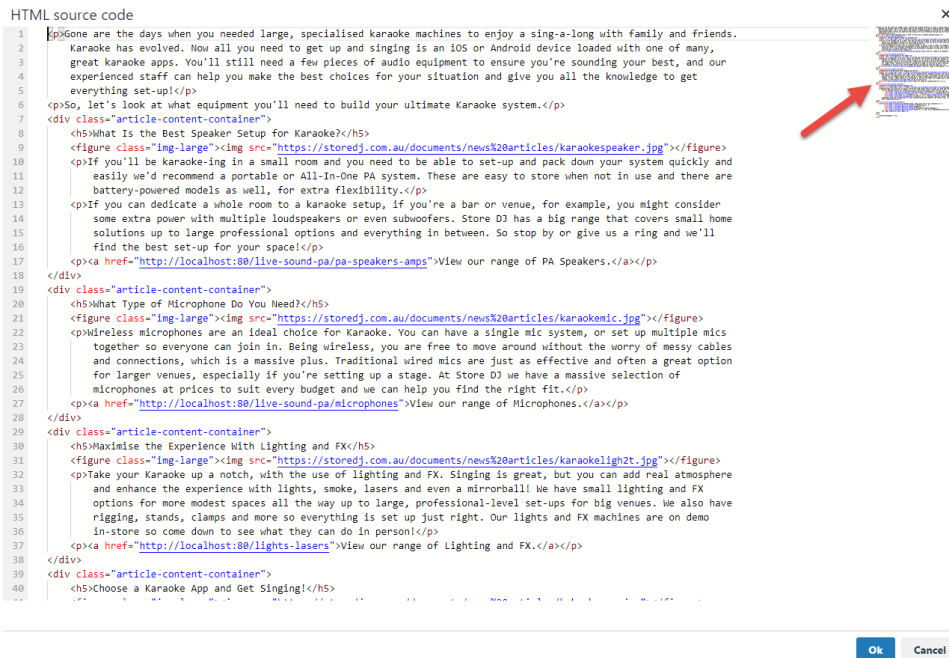 HTML source code
1 <p>Gone are the days when you needed large, specialised karaoke machines to enjoy a sing-a-long with family and friends.
2 Karaoke has evolved. Now all you need to get up and singing is an iOS or Android device loaded with one of many,
3 great karaoke apps. You'll still need a few pieces of audio equipment to ensure you're sounding your best, and our
4 experienced staff can help you make the best choices for your situation and give you all the knowledge to get
5 everything set-up!</p>
6 <p>So, let's look at what equipment you'll need to build your ultimate Karaoke system.</p>
7 <div class="article-content-container">
8 <h5>What Is the Best Speaker Setup for Karaoke?</h5>
9 <figure class="img-large"><img src="https://storedj.com.au/documents/news%20articles/karaokespeaker.jpg"></figure>
10 <p>If you'll be karaoke-ing in a small room and you need to be able to set-up and pack down your system quickly and
11 easily we'd recommend a portable or All-In-One PA system. These are easy to store when not in use and there are
12 battery-powered models as well, for extra flexibility.</p>
13 <p>If you can dedicate a whole room to a karaoke setup, if you're a bar or venue, for example, you might consider
14 some extra power with multiple loudspeakers or even subwoofers. Store DJ has a big range that covers small home
15 solutions up to large professional options and everything in between. So stop by or give us a ring and we'll
16 find the best set-up for your space!</p>
17 <p><a href="http://localhost:80/live-sound-pa/pa-speakers-amps">View our range of PA Speakers.</a></p>
18 </div>
19 <div class="article-content-container">
20 <h5>What Type of Microphone Do You Need?</h5>
21 <figure class="img-large"><img src="https://storedj.com.au/documents/news%20articles/karaokemic.jpg"></figure>
22 <p>Wireless microphones are an ideal choice for Karaoke. You can have a single mic system, or set up multiple mics
23 together so everyone can join in. Being wireless, you are free to move around without the worry of messy cables
24 and connections, which is a massive plus. Traditional wired mics are just as effective and often a great option
25 for larger venues, especially if you're setting up a stage. At Store DJ we have a massive selection of
26 microphones at prices to suit every budget and we can help you find the right fit.</p>
27 <p><a href="http://localhost:80/live-sound-pa/microphones">View our range of Microphones.</a></p>
28 </div>
29 <div class="article-content-container">
30 <h5>Maximise the Experience With Lighting and FX</h5>
31 <figure class="img-large"><img src="https://storedj.com.au/documents/news%20articles/karaokeligh2t.jpg"></figure>
32 <p>Take your Karaoke up a notch, with the use of lighting and FX. Singing is great, but you can add real atmosphere
33 and enhance the experience with lights, smoke, lasers and even a mirrorball! We have small lighting and FX
34 options for more modest spaces all the way up to large, professional-level set-ups for big venues. We also have
35 rigging, stands, clamps and more so everything is set up just right. Our lights and FX machines are on demo
36 in-store so come down to see what they can do in person!</p>
37 <p><a href="http://localhost:80/lights-lasers">View our range of Lighting and FX.</a></p>
38 </div>
39 <div class="article-content-container">
40 <h5>Choose a Karaoke App and Get Singing!</h5>
Ok Cancel